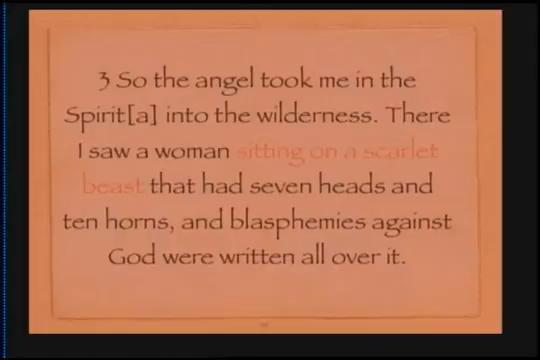 3 So the angel took me in the
Spirit[a] into the wilderness. There
I saw a woman sitting on a scarlet
beast that had seven heads and
ten horns, and blasphemies against
God were written all over it.